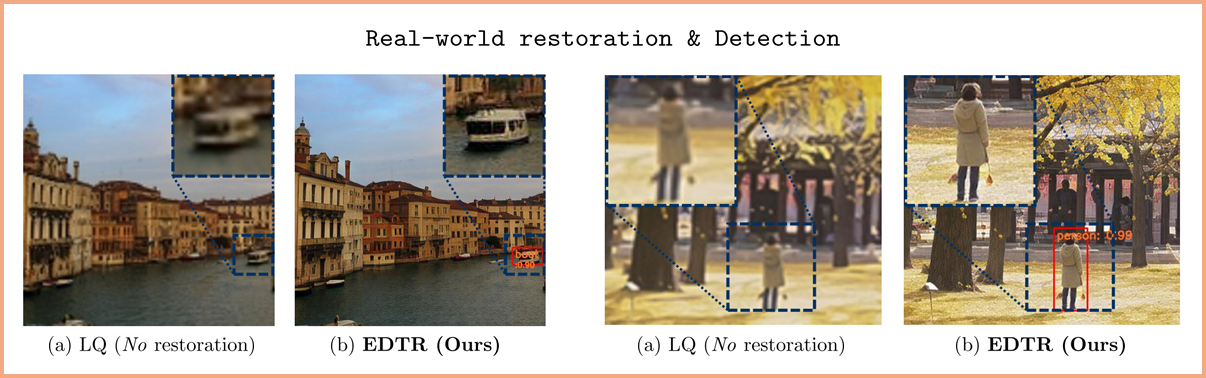 Real-world restoration & Detection
boat
:0.90
person: 0.99
(a) LQ (No restoration)
(b) EDTR (Ours)
(a) LQ (No restoration)
(b) EDTR (Ours)